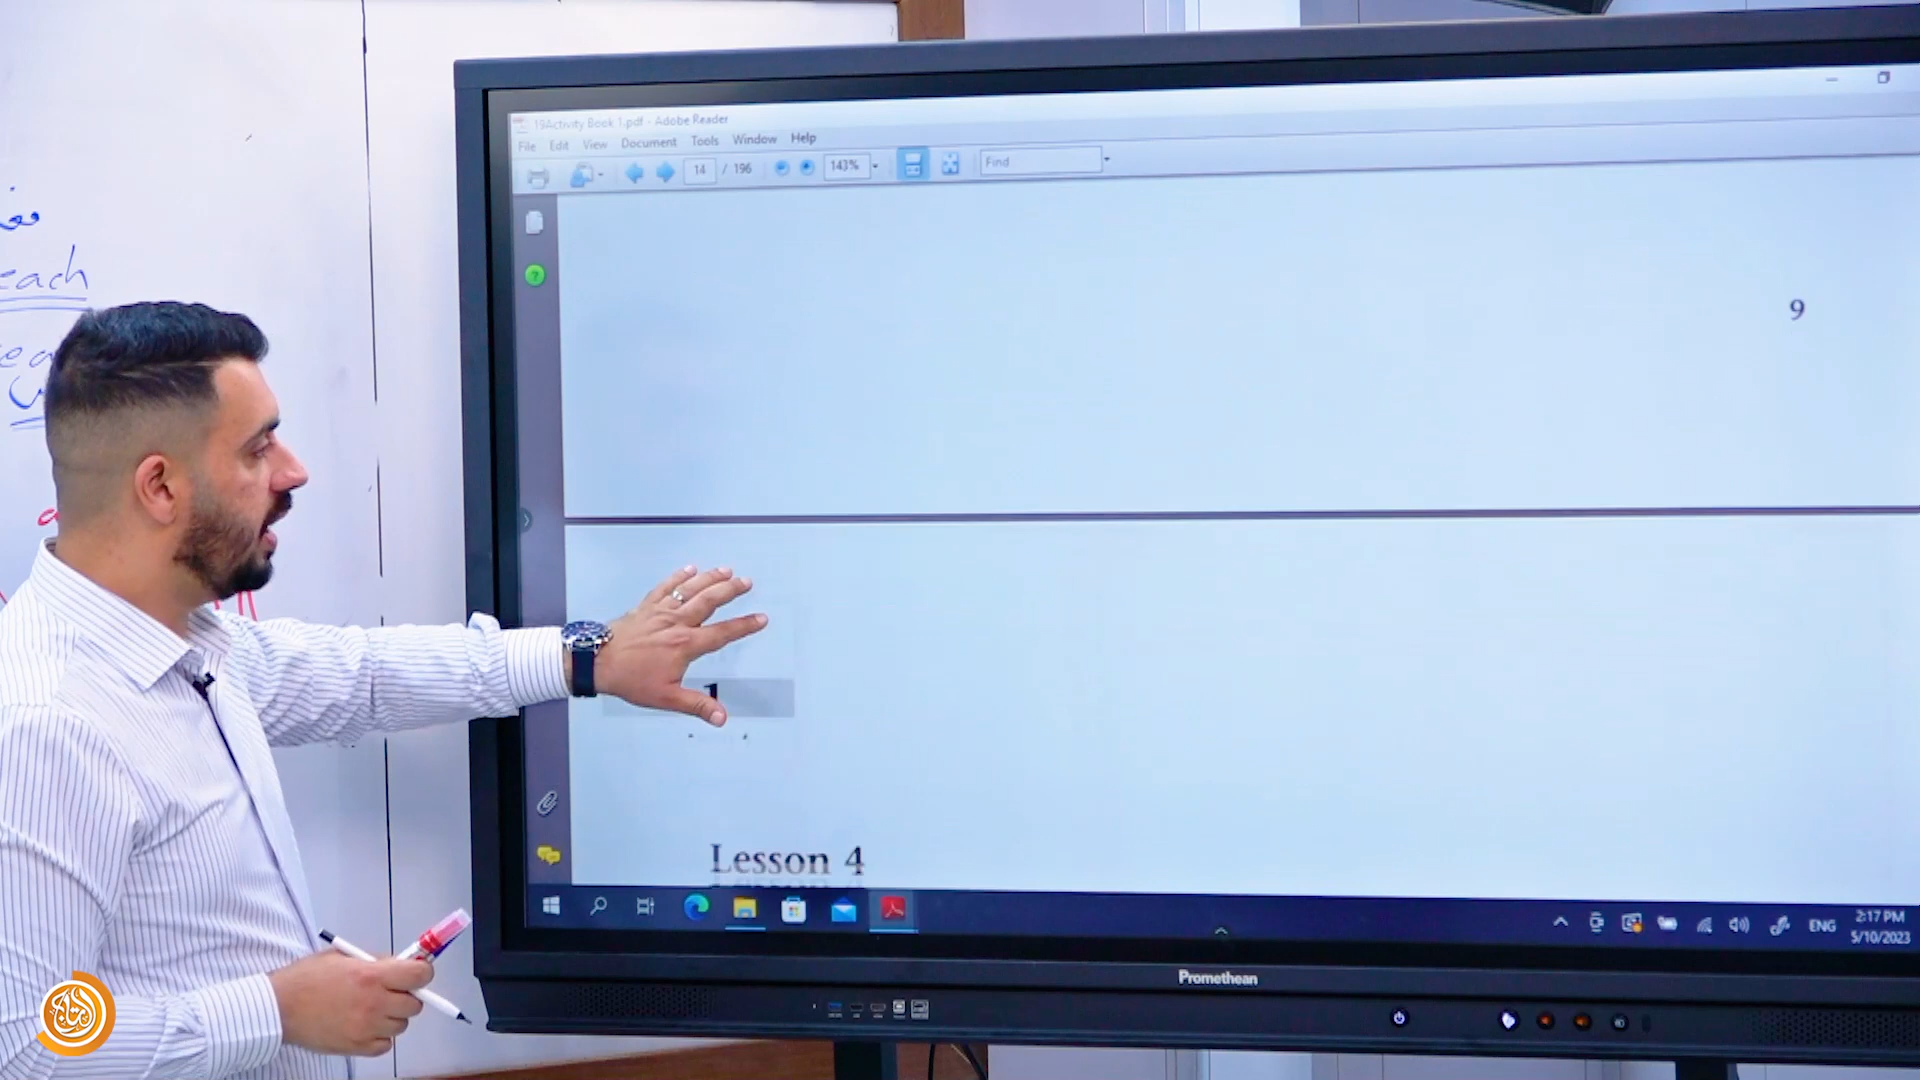 19Activity Book 1.pdf - Adobe Reader
File Edit View Document Tools Window Help
14 / 196 143% Find
9
each
1
Lesson 4
ENG
2:17 PM
5/10/2023
Promethean